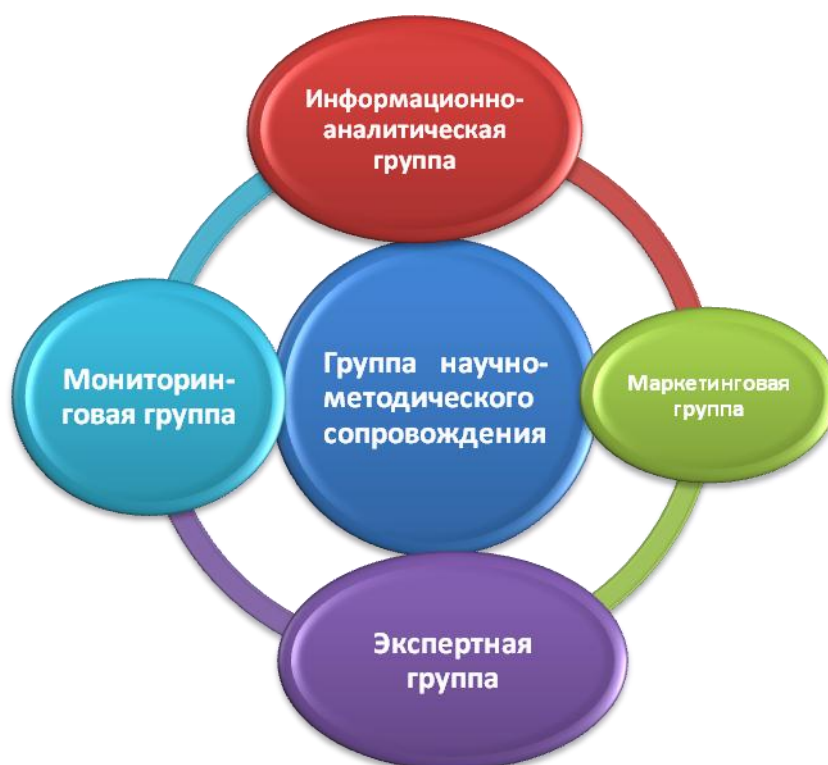 Информационно-
аналитическая
группа
Мониторин-
говая группа
Группа научно-
методического
сопровождения
Маркетинговая
группа
Экспертная
группа